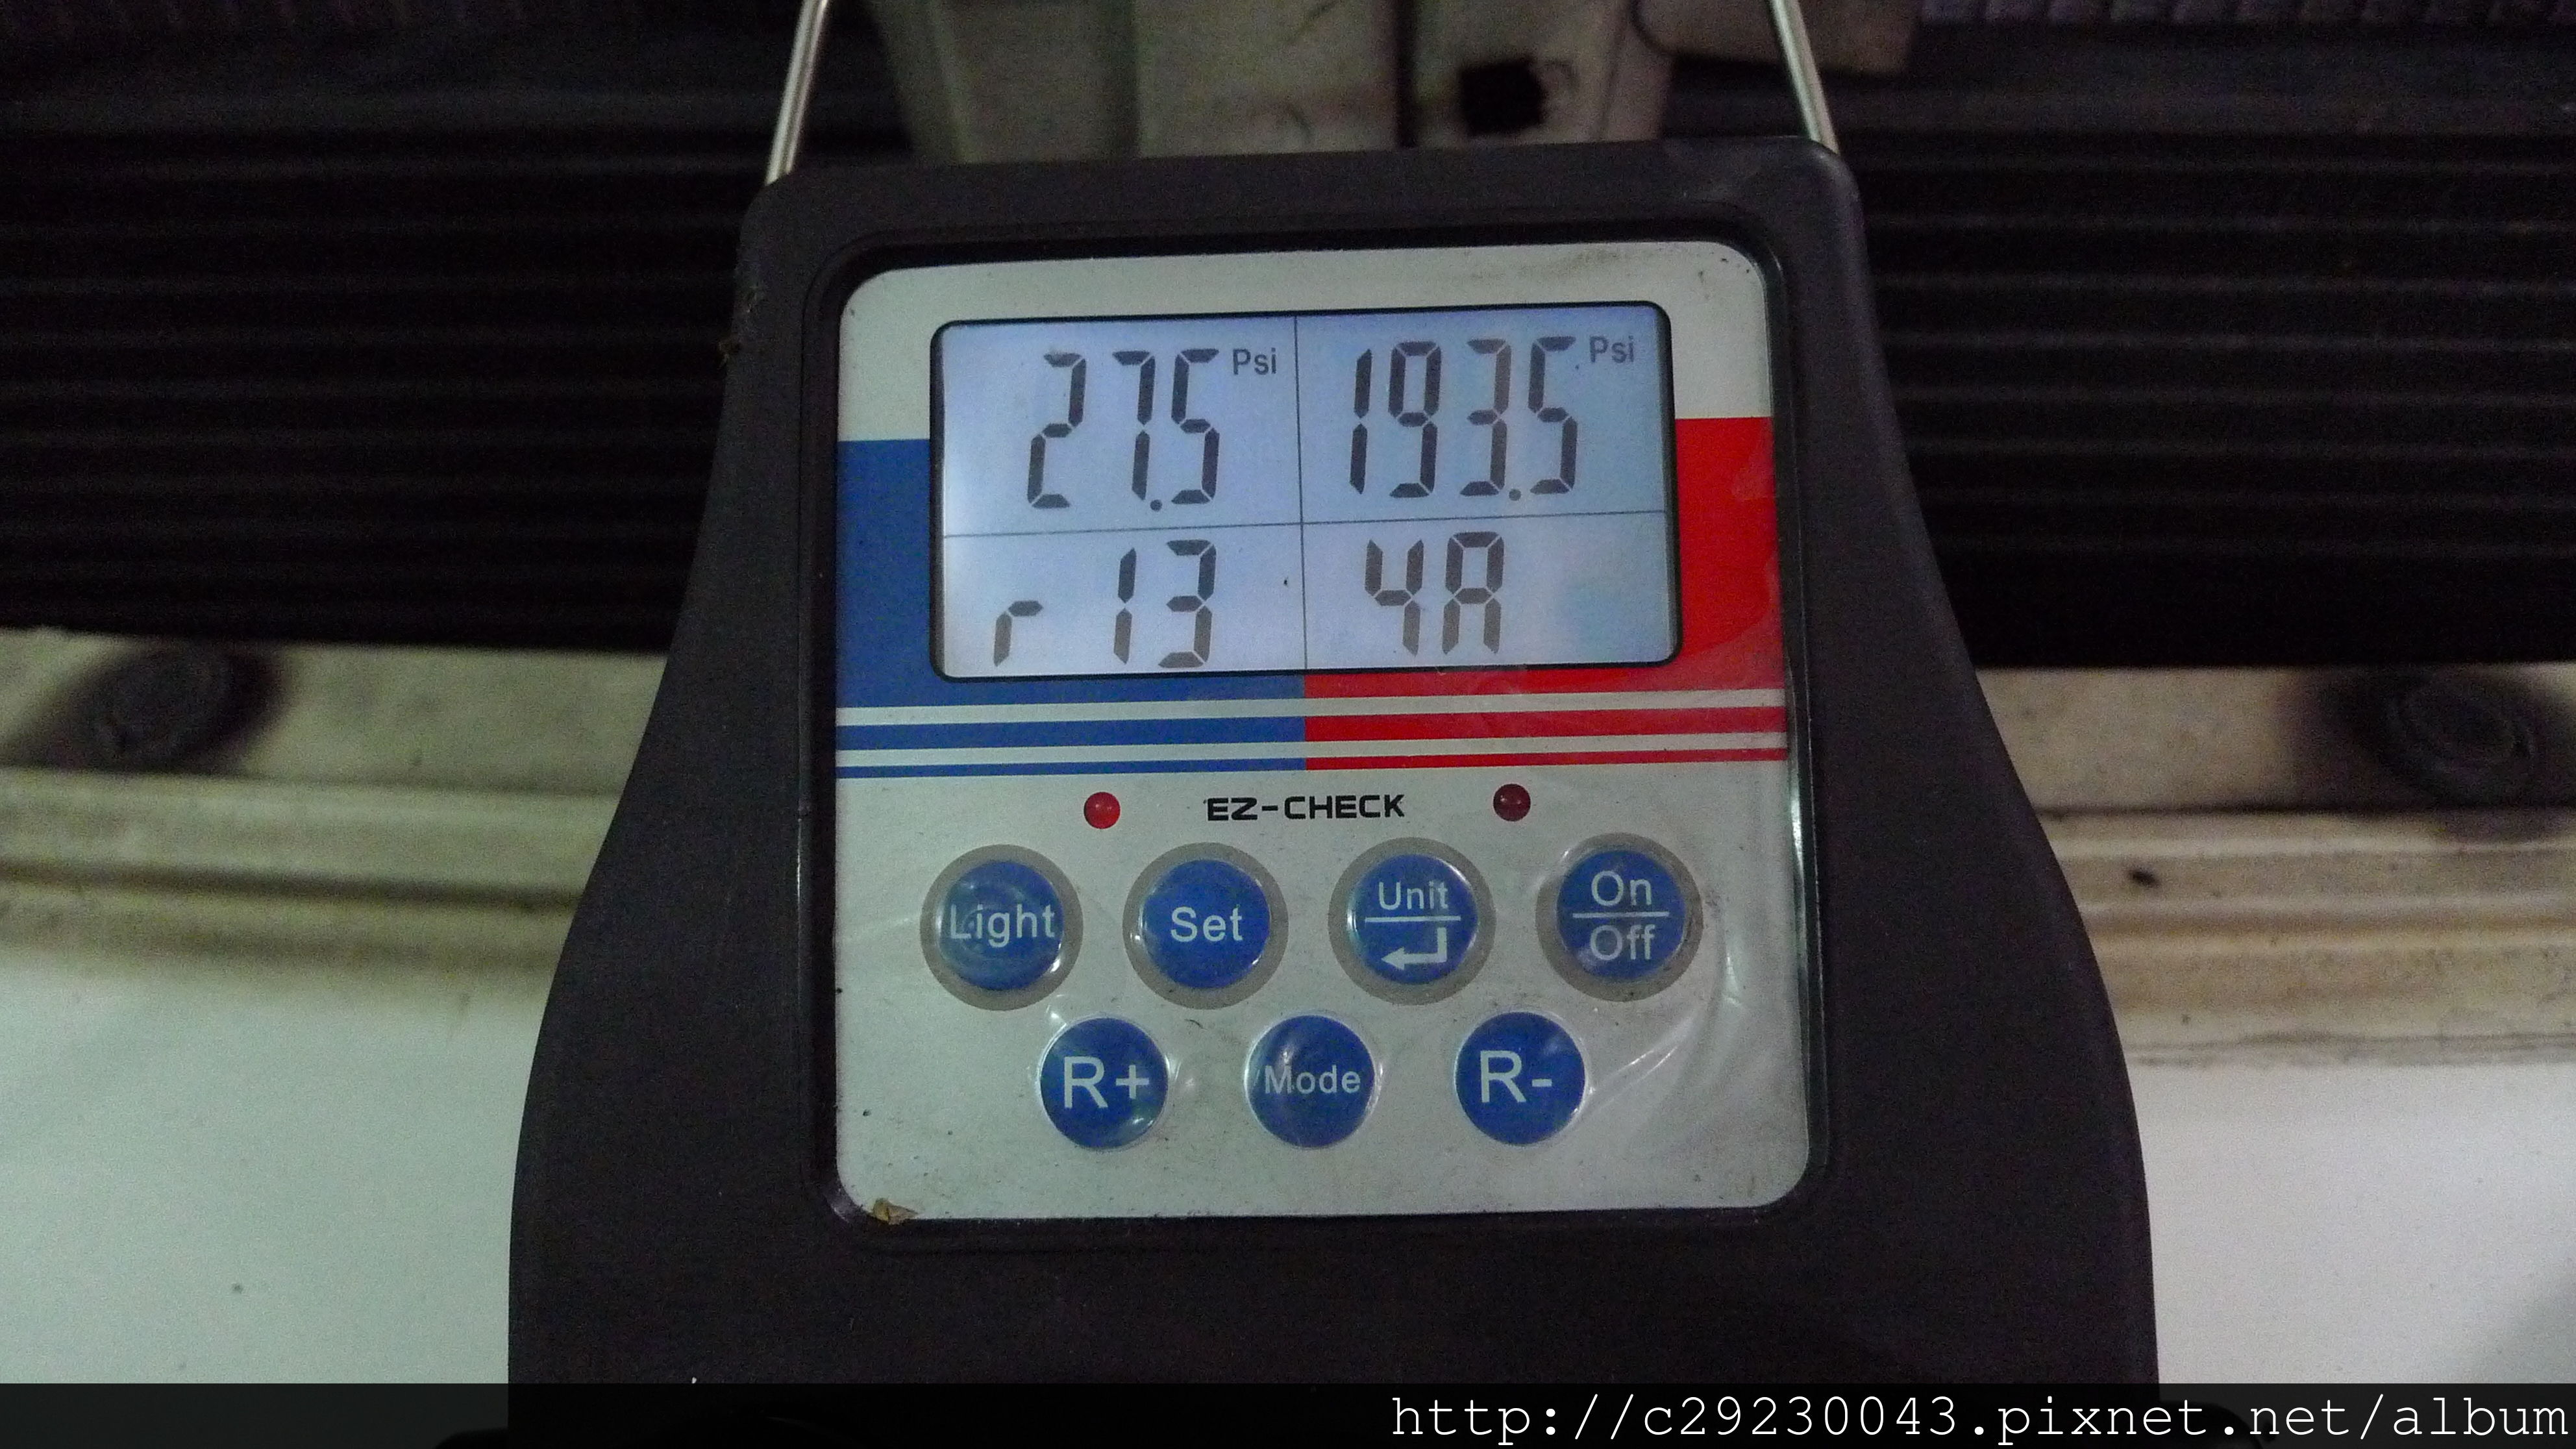 27.5 Psi 193.5 Psi
r 13 4A
EZ-CHECK
Light Set Unit On
Off
R+ Mode R-
http://c29230043.pixnet.net/album